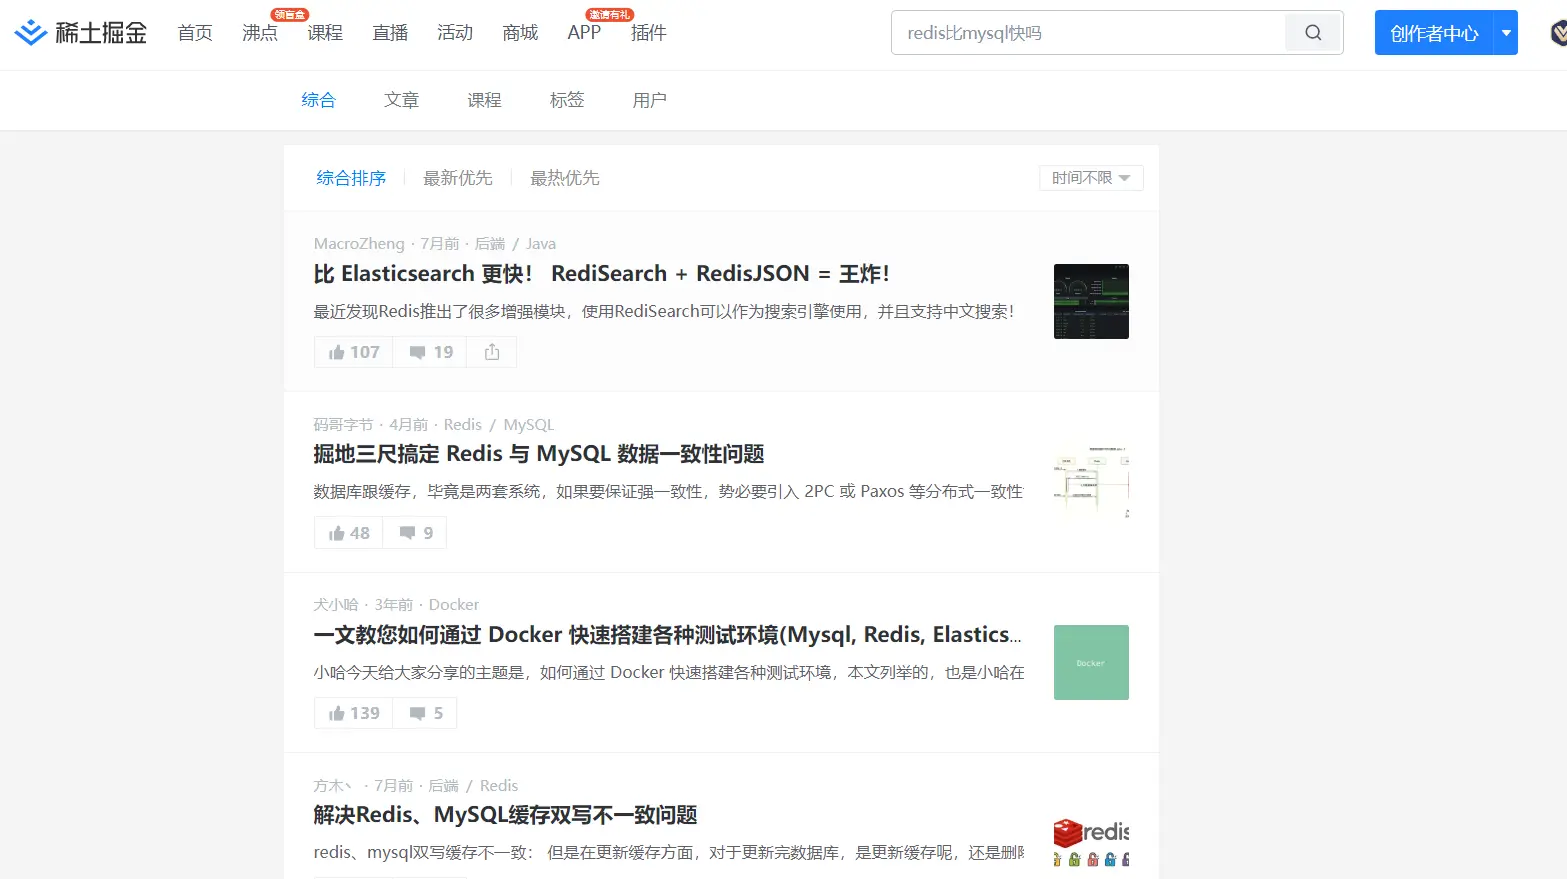 稀土掘金
首页
沸点
领盲盒
课程
直播
活动
商城
APP
邀请有礼
插件
redis比mysql快吗
创作者中心
综合
文章
课程
标签
用户
综合排序
最新优先
最热优先
时间不限
MacroZheng · 7月前 · 后端 / Java
比 Elasticsearch 更快！ RediSearch + RedisJSON = 王炸！
最近发现Redis推出了很多增强模块，使用RediSearch可以作为搜索引擎使用，并且支持中文搜索！
107
19
码哥字节 · 4月前 · Redis / MySQL
掘地三尺搞定 Redis 与 MySQL 数据一致性问题
数据库跟缓存，毕竟是两套系统，如果要保证强一致性，势必要引入 2PC 或 Paxos 等分布式一致性
48
9
犬小哈 · 3年前 · Docker
一文教您如何通过 Docker 快速搭建各种测试环境(Mysql, Redis, Elastics...
小哈今天给大家分享的主题是，如何通过 Docker 快速搭建各种测试环境，本文列举的，也是小哈在
Docker
139
5
方木丶 · 7月前 · 后端 / Redis
解决Redis、MySQL缓存双写不一致问题
redis、mysql双写缓存不一致： 但是在更新缓存方面，对于更新完数据库，是更新缓存呢，还是删除
redis